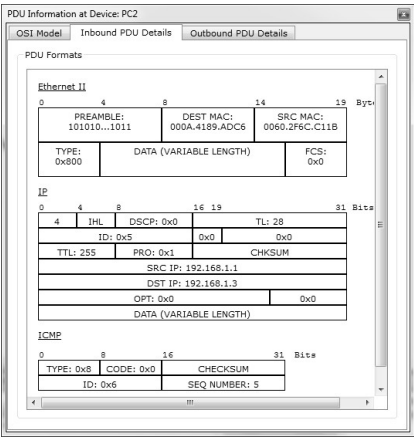 PDU Information at Device: PC2
OSI Model Inbound PDU Details Outbound PDU Details
PDU Formats
Ethernet II
0 4 8 14 19 Byte
PREAMBLE: DEST MAC: SRC MAC:
101010...1011 000A.4189.ADC6 0060.2F6C.C11B
TYPE: DATA (VARIABLE LENGTH) FCS:
0x800 0x0
IP
0 4 8 16 19 31 Bits
4 IHL DSCP: 0x0 TL: 28
ID: 0x5 0x0 0x0
TTL: 255 PRO: 0x1 CHKSUM
SRC IP: 192.168.1.1
DST IP: 192.168.1.3
OPT: 0x0 0x0
DATA (VARIABLE LENGTH)
ICMP
0 8 16 31 Bits
TYPE: 0x8 CODE: 0x0 CHECKSUM
ID: 0x6 SEQ NUMBER: 5